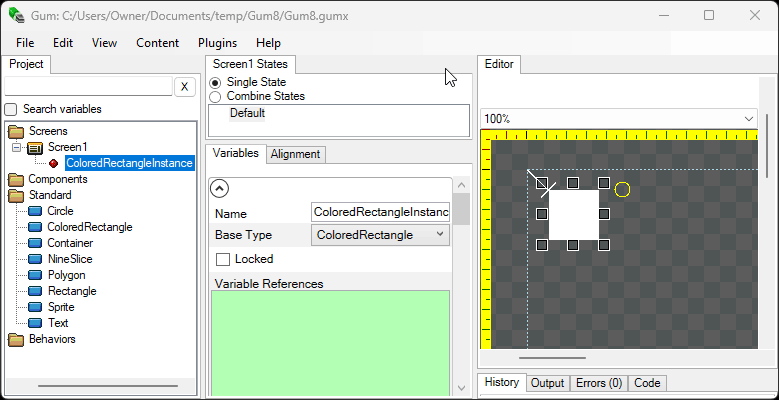 Gum: C:/Users/Owner/Documents/temp/Gum8/Gum8.gumx
File Edit View Content Plugins Help
Project
X
Search variables
Screens
Screen1
ColoredRectangleInstance
Components
Standard
Circle
ColoredRectangle
Container
NineSlice
Polygon
Rectangle
Sprite
Text
Behaviors
Screen1 States
Single State
Combine States
Default
Variables Alignment
Name ColoredRectangleInstanc
Base Type ColoredRectangle
Locked
Variable References
Editor
100%
History Output Errors (0) Code